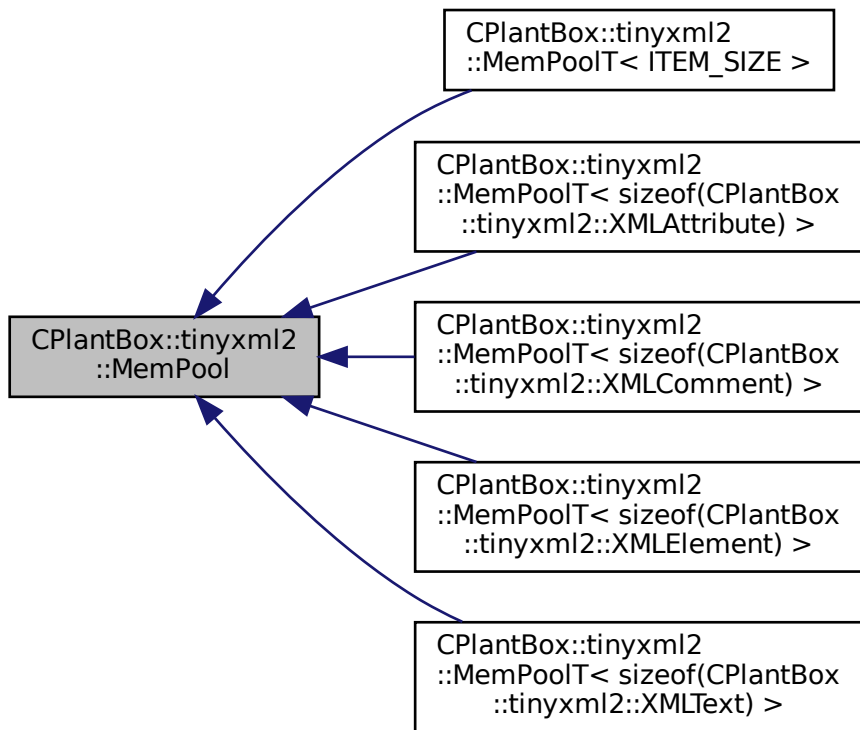 CPlantBox::tinyxml2
::MemPoolT< ITEM_SIZE >
CPlantBox::tinyxml2
::MemPoolT< sizeof(CPlantBox
::tinyxml2::XMLAttribute) >
CPlantBox::tinyxml2
::MemPool
CPlantBox::tinyxml2
::MemPoolT< sizeof(CPlantBox
::tinyxml2::XMLComment) >
CPlantBox::tinyxml2
::MemPoolT< sizeof(CPlantBox
::tinyxml2::XMLElement) >
CPlantBox::tinyxml2
::MemPoolT< sizeof(CPlantBox
::tinyxml2::XMLText) >